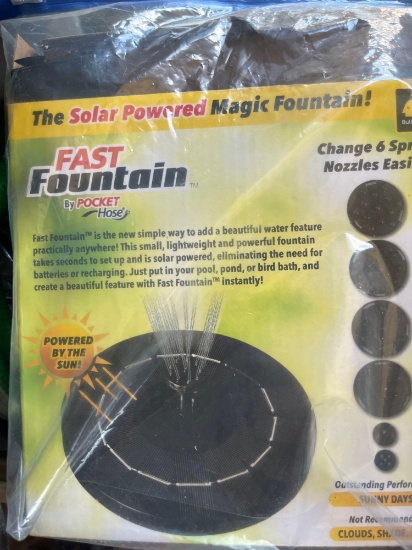 The Solar Powered Magic Fountain!
Change 6 Spr
Nozzles Easi
FAST
Fountain™
By POCKET
Hose
Fast Fountain™ is the new simple way to add a beautiful water feature
practically anywhere! This small, lightweight and powerful fountain
takes seconds to set up and is solar powered, eliminating the need for
batteries or recharging. Just put in your pool, pond, or bird bath, and
create a beautiful feature with Fast Fountain™ instantly!
POWERED
BY THE
SUN!
Outstanding Perfor
SUNNY DAYS
Not Recommen
CLOUDS,